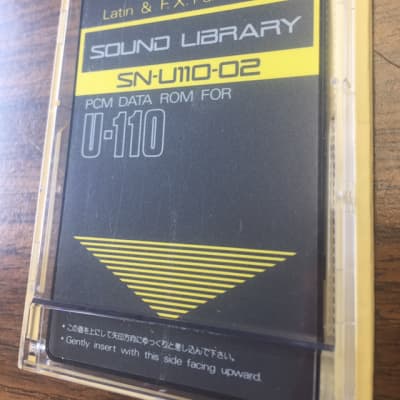 Latin & F.X.
SOUND LIBRARY
SN-U110-02
PCM DATA ROM FOR
U-110
・この面を上にして矢印方向にゆっくりと差し込んで下さい。
・Gently insert with this side facing upward.